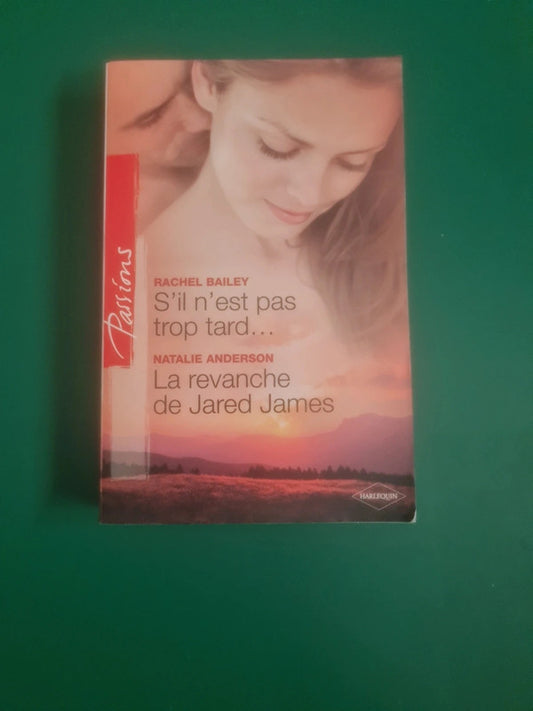 Passions
RACHEL BAILEY
S'il n'est pas
trop tard...
NATALIE ANDERSON
La revanche
de Jared James
HARLEQUIN